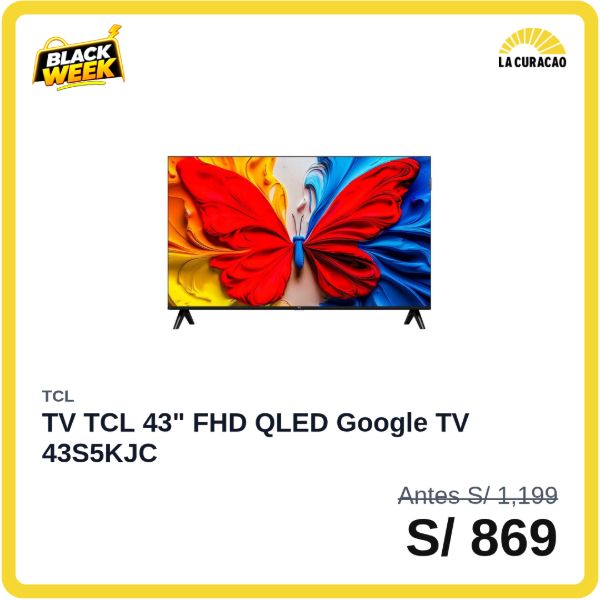 BLACK
WEEK
LA CURACAO
TCL
TV TCL 43" FHD QLED Google TV
43S5KJC
Antes S/ 1,199
S/ 869